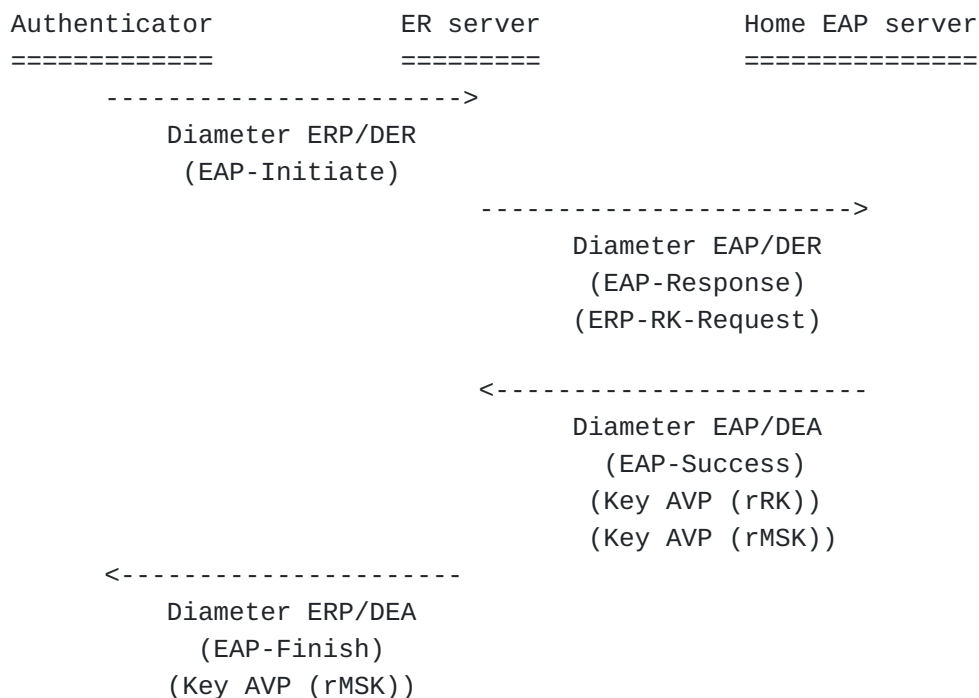 Authenticator            ER server             Home EAP server
=============            =========             ===============
      ----------------------->
          Diameter ERP/DER
           (EAP-Initiate)
                              ------------------------>
                                    Diameter EAP/DER
                                     (EAP-Response)
                                    (ERP-RK-Request)

                              <------------------------
                                    Diameter EAP/DEA
                                      (EAP-Success)
                                     (Key AVP (rRK))
                                     (Key AVP (rMSK))
      <----------------------
          Diameter ERP/DEA
            (EAP-Finish)
          (Key AVP (rMSK))